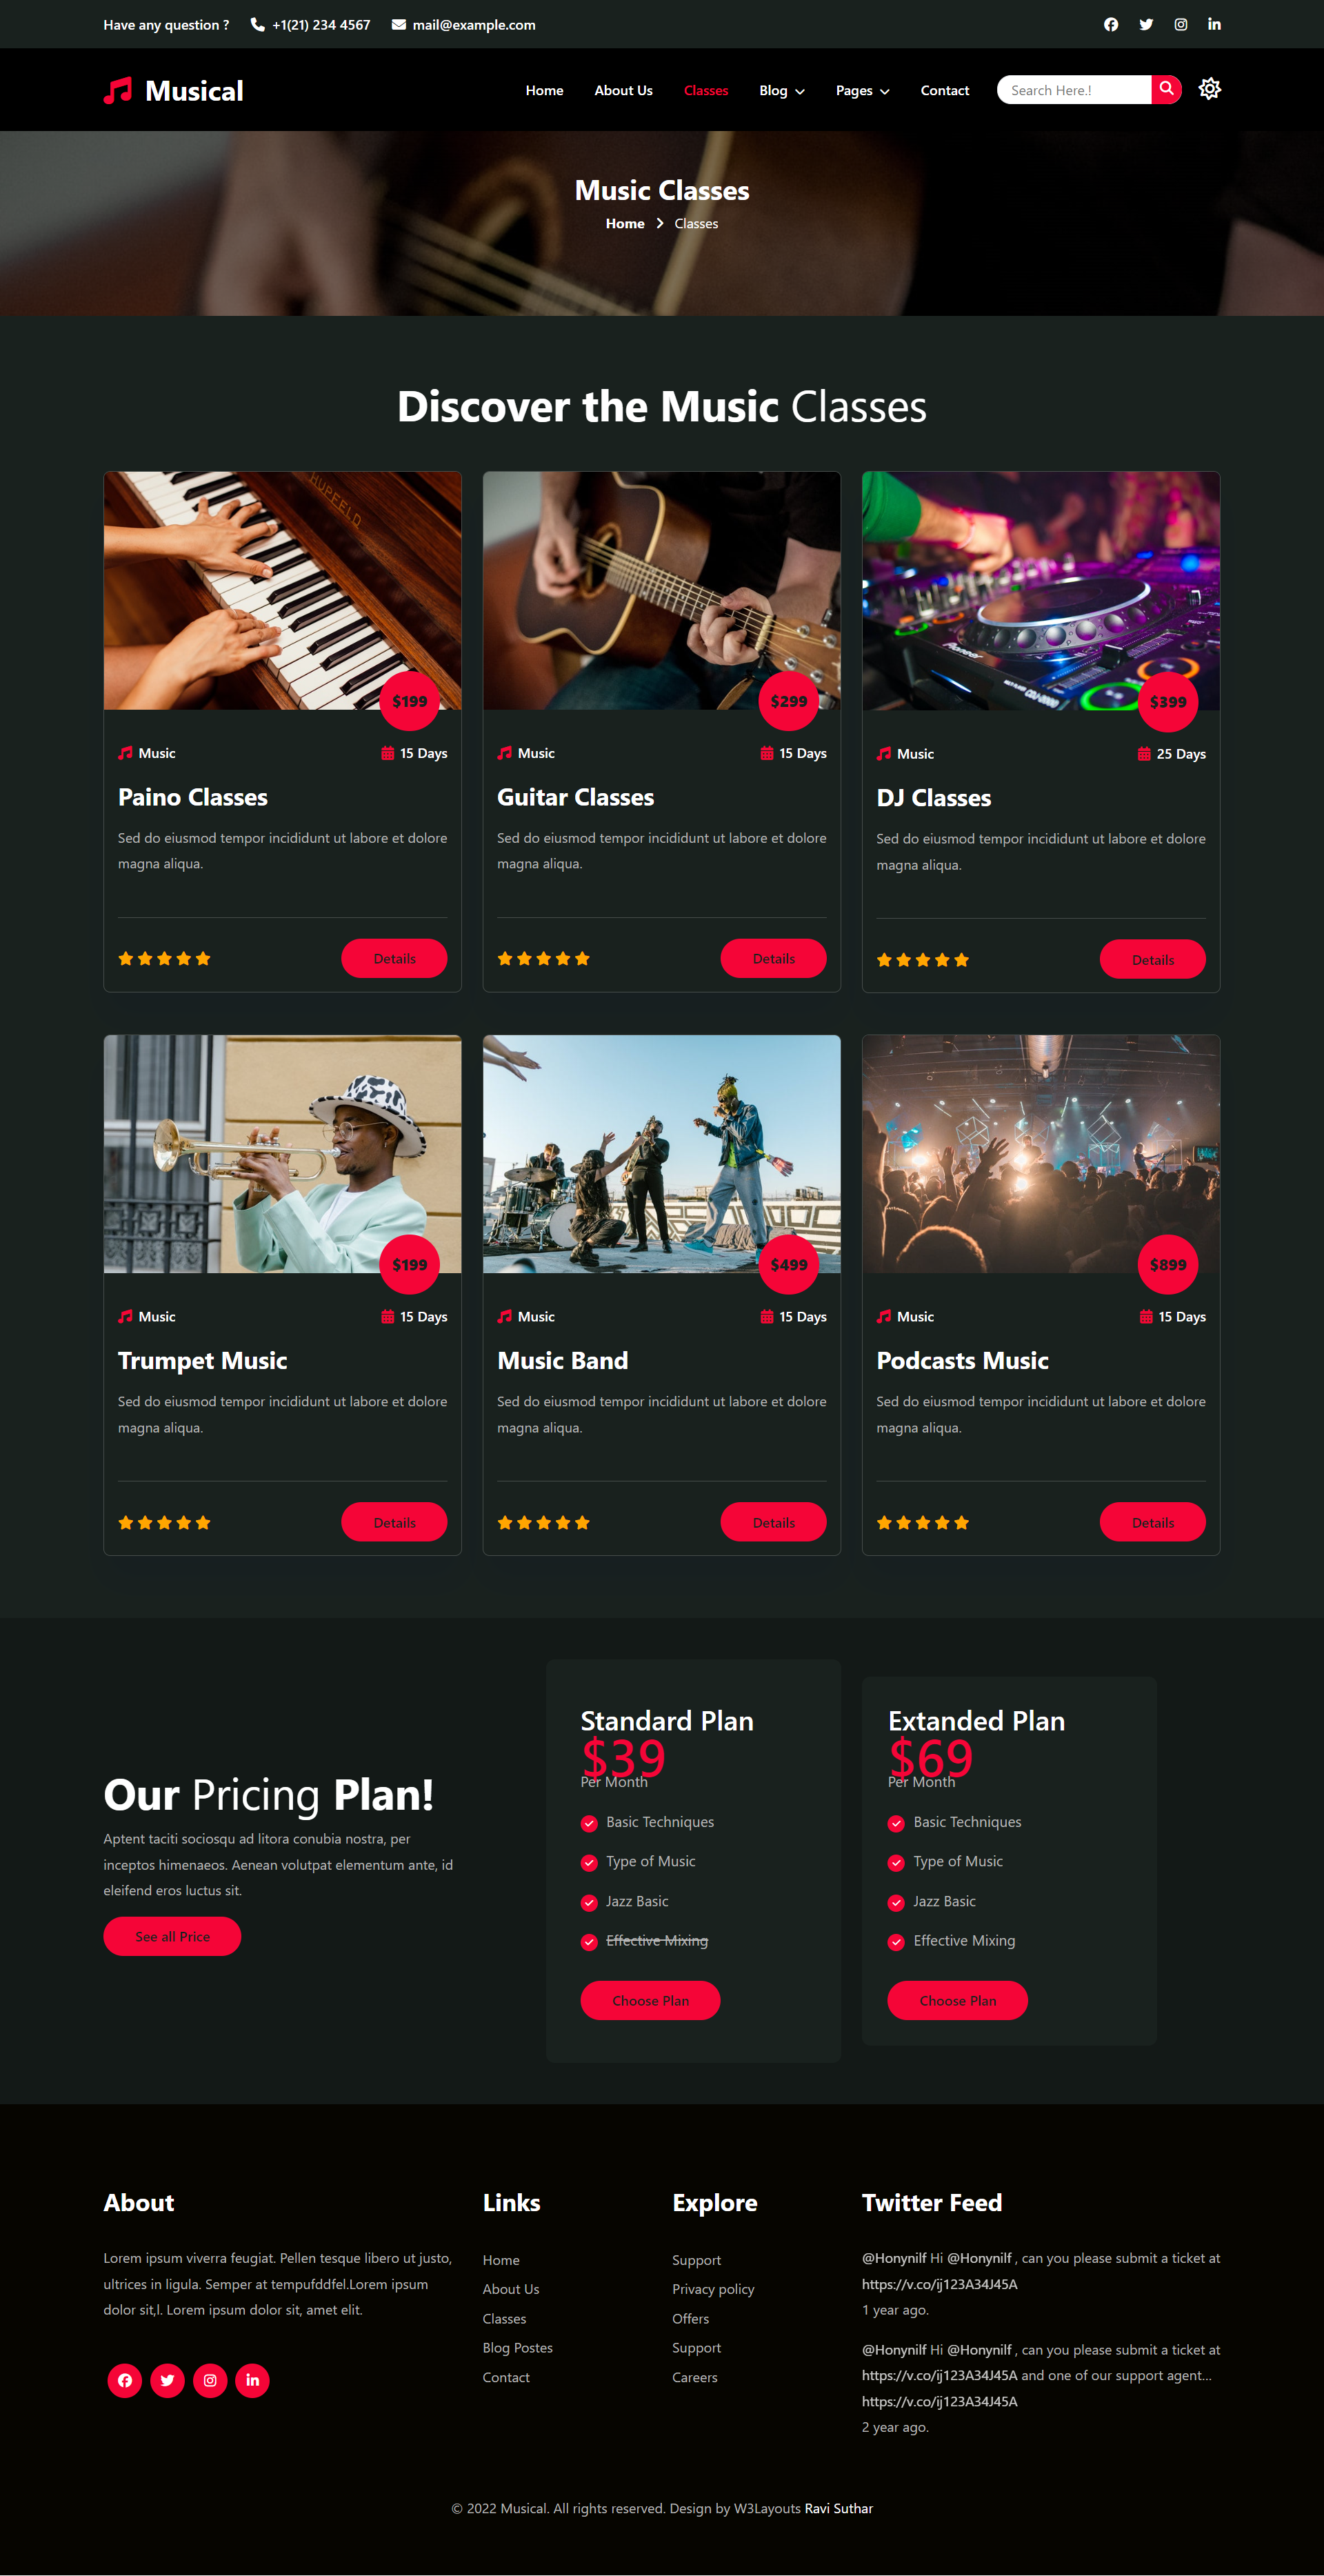 Have any question ? +1(21) 234 4567 mail@example.com
Musical
Home About Us Classes Blog Pages Contact Search Here.!
Music Classes
Home Classes
Discover the Music Classes
HUPFELD
Pioneer
$199
$299
$399
Music 15 Days
Music 15 Days
Music 25 Days
Paino Classes
Guitar Classes
DJ Classes
Sed do eiusmod tempor incididunt ut labore et dolore
magna aliqua.
Sed do eiusmod tempor incididunt ut labore et dolore
magna aliqua.
Sed do eiusmod tempor incididunt ut labore et dolore
magna aliqua.
Details
Details
Details
$199
$499
$899
Music 15 Days
Music 15 Days
Music 15 Days
Trumpet Music
Music Band
Podcasts Music
Sed do eiusmod tempor incididunt ut labore et dolore
magna aliqua.
Sed do eiusmod tempor incididunt ut labore et dolore
magna aliqua.
Sed do eiusmod tempor incididunt ut labore et dolore
magna aliqua.
Details
Details
Details
Our Pricing Plan!
Aptent taciti sociosqu ad litora conubia nostra, per
inceptos himenaeos. Aenean volutpat elementum ante, id
eleifend eros luctus sit.
See all Price
Standard Plan
$39
Per Month
Basic Techniques
Type of Music
Jazz Basic
Effective Mixing
Choose Plan
Extanded Plan
$69
Per Month
Basic Techniques
Type of Music
Jazz Basic
Effective Mixing
Choose Plan
About
Lorem ipsum viverra feugiat. Pellen tesque libero ut justo,
ultrices in ligula. Semper at tempufddfel.Lorem ipsum
dolor sit,l. Lorem ipsum dolor sit, amet elit.
Links
Home
About Us
Classes
Blog Postes
Contact
Explore
Support
Privacy policy
Offers
Support
Careers
Twitter Feed
@Honynilf Hi @Honynilf , can you please submit a ticket at
https://v.co/ij123A34J45A
1 year ago.
@Honynilf Hi @Honynilf , can you please submit a ticket at
https://v.co/ij123A34J45A and one of our support agent...
https://v.co/ij123A34J45A
2 year ago.
© 2022 Musical. All rights reserved. Design by W3Layouts Ravi Suthar